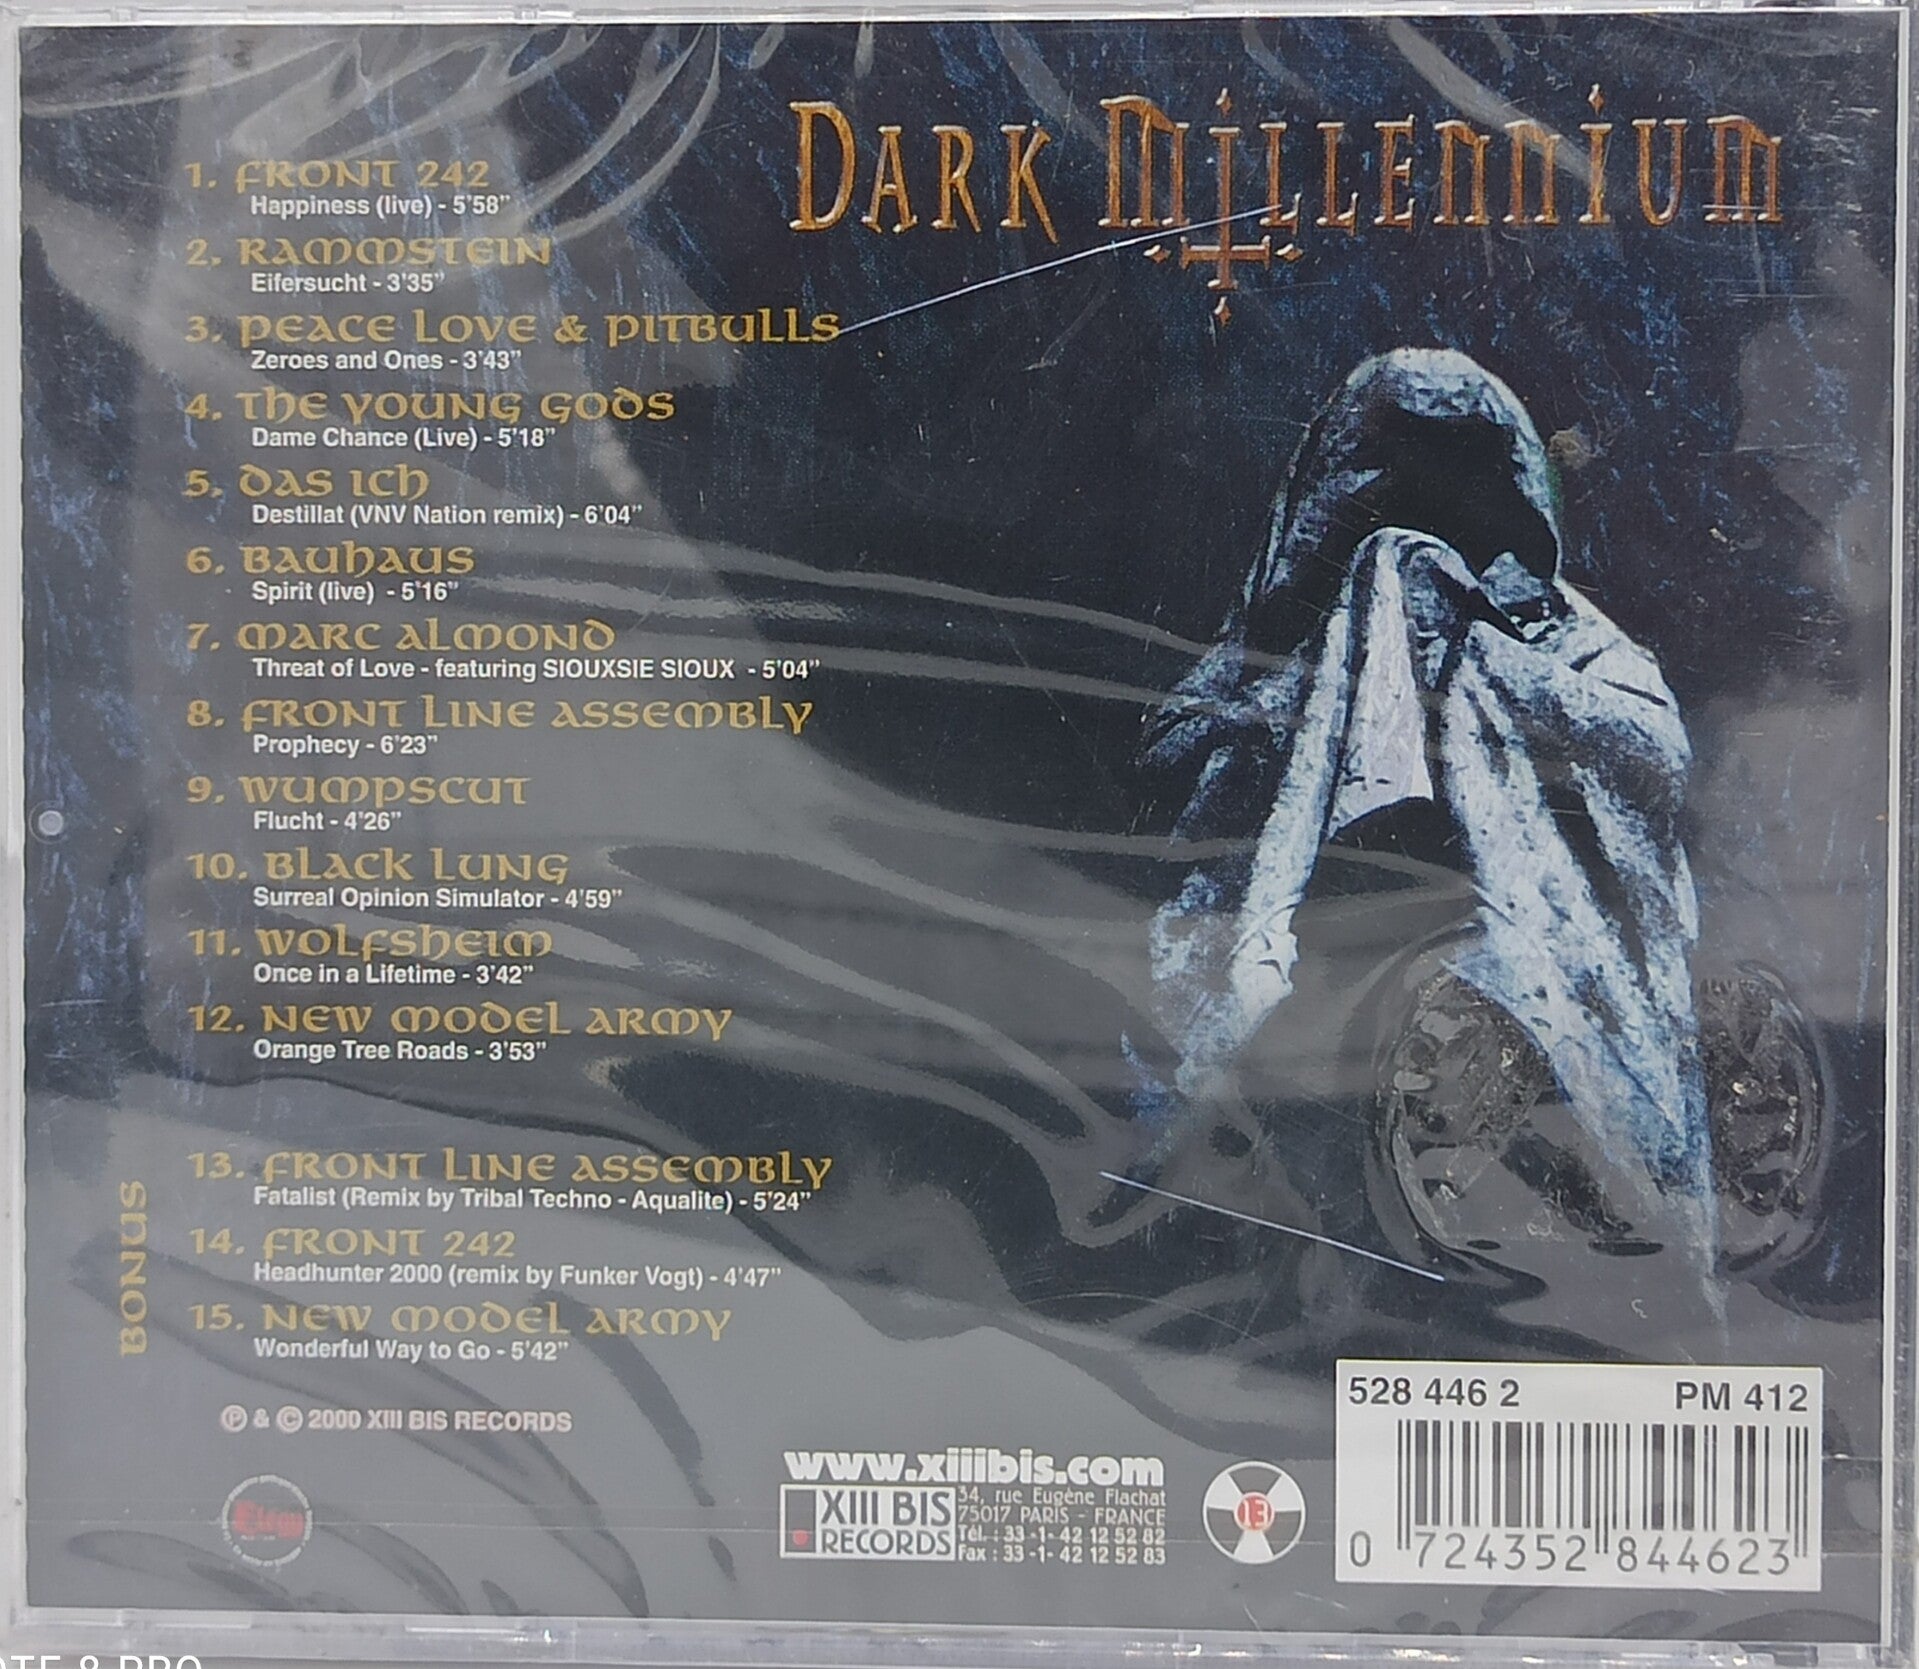 DARK MILLENNIUM
1. FRONT 242
Happiness (live) - 5'58"
2. RAMMSTEIN
Eifersucht - 3'35"
3. PEACE LOVE & PITBULLS
Zeroes and Ones - 3'43"
4. THE YOUNG GODS
Dame Chance (Live) - 5'18"
5. DAS ICH
Destillat (VNV Nation remix) - 6'04"
6. BAUHAUS
Spirit (live) - 5'16"
7. MARC ALMOND
Threat of Love - featuring SIOUXSIE SIOUX - 5'04"
8. FRONT LINE ASSEMBLY
Prophecy - 6'23"
9. WUMPSCUT
Flucht - 4'26"
10. BLACK LUNG
Surreal Opinion Simulator - 4'59"
11. WOLFSHEIM
Once in a Lifetime - 3'42"
12. NEW MODEL ARMY
Orange Tree Roads - 3'53"
BONUS
13. FRONT LINE ASSEMBLY
Fatalist (Remix by Tribal Techno - Aqualite) - 5'24"
14. FRONT 242
Headhunter 2000 (remix by Funker Vogt) - 4'47"
15. NEW MODEL ARMY
Wonderful Way to Go - 5'42"
℗ & © 2000 XIII BIS RECORDS
Elegy
www.xiiibis.com
XIII BIS
RECORDS
34, rue Eugène Flachat
75017 PARIS - FRANCE
Tél. : 33 -1- 42 12 52 82
Fax : 33 -1- 42 12 52 83
13
528 446 2 PM 412
0 724352 844623